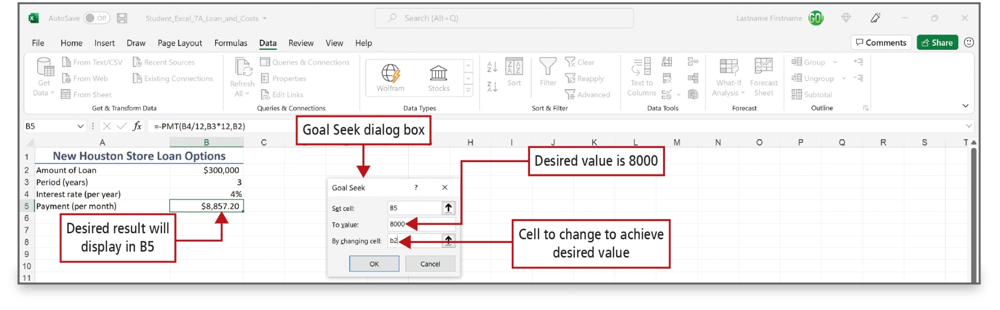 AutoSave Off Student_Excel_7A_Loan_and_Costs Search (Alt+Q) Lastname Firstname GO
File Home Insert Draw Page Layout Formulas Data Review View Help Comments Share
Get Data
From Text/CSV
From Web
From Sheet
Recent Sources
Existing Connections
Get & Transform Data
Refresh All
Queries & Connections
Properties
Edit Links
Queries & Connections
Wolfram Stocks
Data Types
Sort
Filter
Clear
Reapply
Advanced
Sort & Filter
Text to Columns
Data Tools
What-If Analysis
Forecast Sheet
Forecast
Group
Ungroup
Subtotal
Outline
B5 fx =-PMT(B4/12,B3*12,B2)
Goal Seek dialog box
A B C H I J K L M N O P Q R S T
1 New Houston Store Loan Options
2 Amount of Loan $300,000
3 Period (years) 3
4 Interest rate (per year) 4%
5 Payment (per month) $8,857.20
6
7
8
9
10
11
Desired result will
display in B5
Desired value is 8000
Goal Seek ? ×
Set cell: B5
To value: 8000
By changing cell: b2
OK Cancel
Cell to change to achieve
desired value